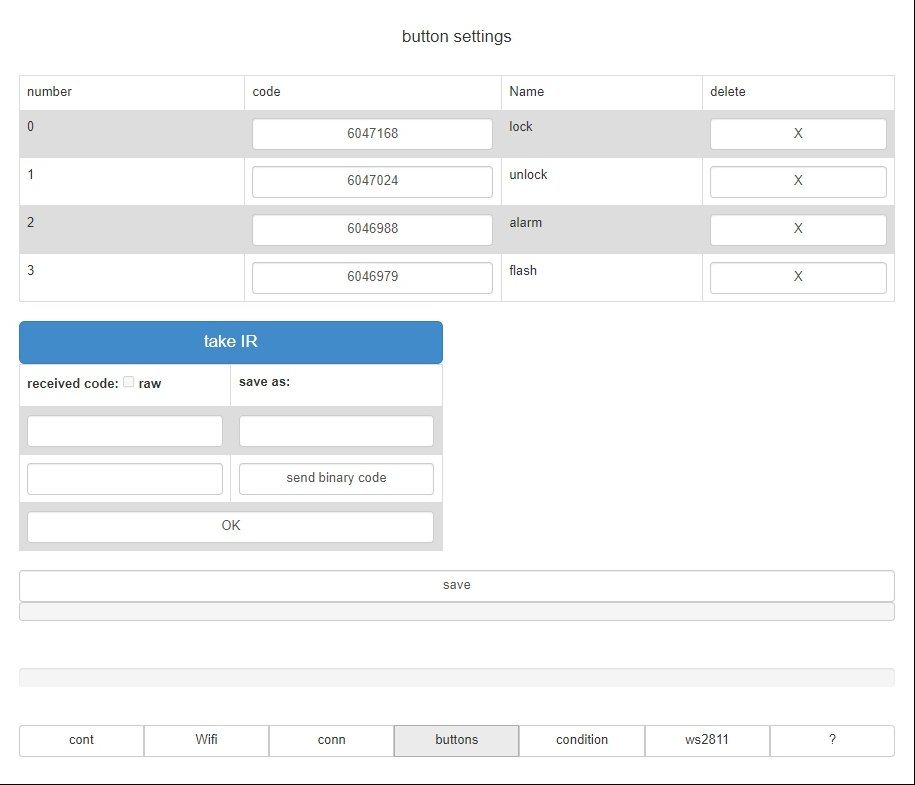 button settings
number code Name delete
0 6047168 lock X
1 6047024 unlock X
2 6046988 alarm X
3 6046979 flash X
take IR
received code: raw save as:
send binary code
OK
save
cont Wifi conn buttons condition ws2811 ?